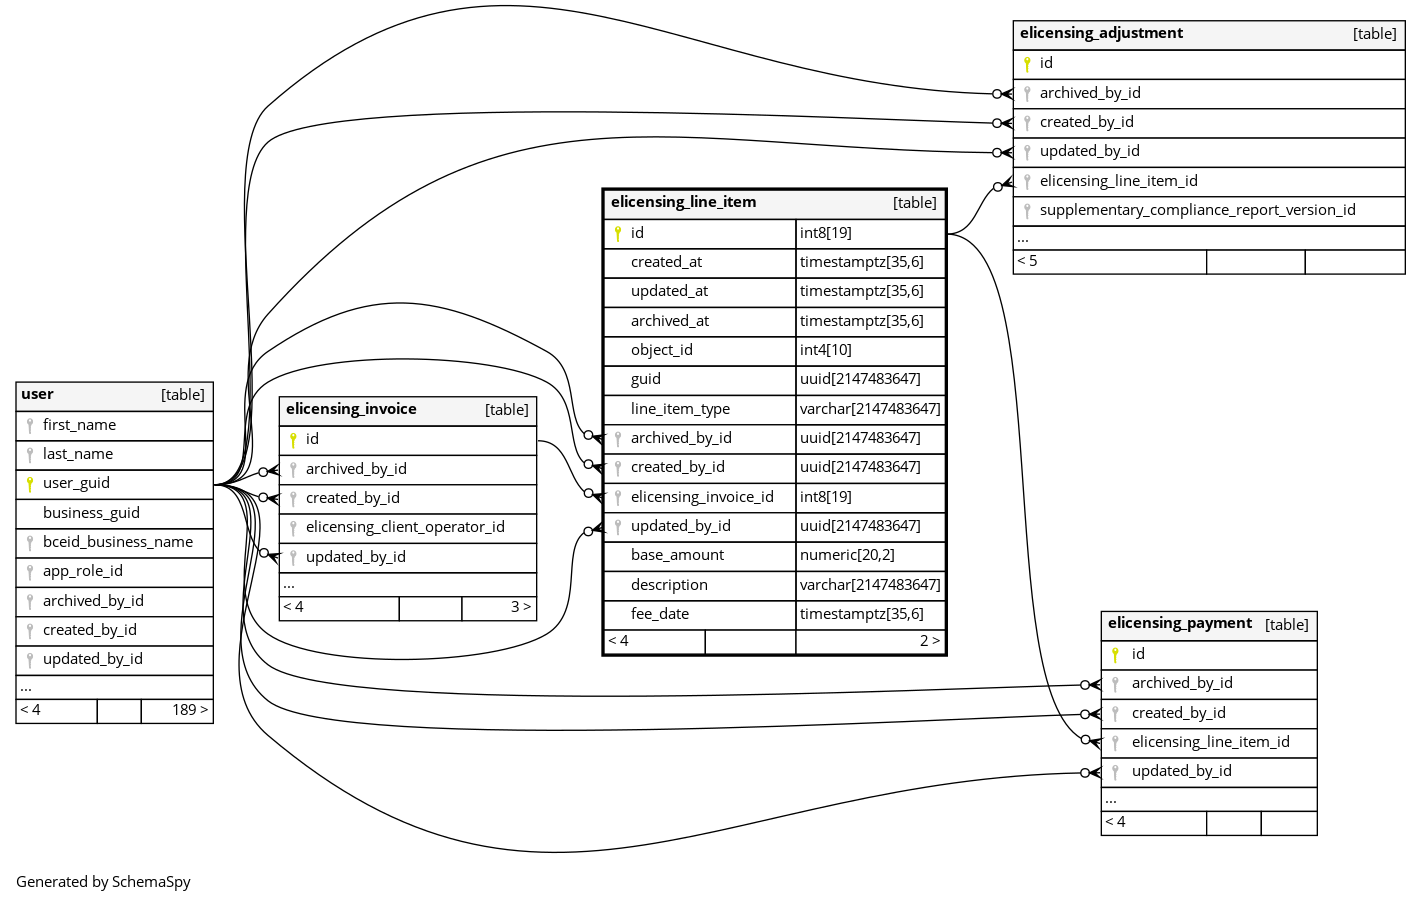 elicensing_adjustment [table]
id
archived_by_id
created_by_id
updated_by_id
elicensing_line_item_id
supplementary_compliance_report_version_id
...
< 5
elicensing_line_item [table]
id int8[19]
created_at timestamptz[35,6]
updated_at timestamptz[35,6]
archived_at timestamptz[35,6]
object_id int4[10]
guid uuid[2147483647]
line_item_type varchar[2147483647]
archived_by_id uuid[2147483647]
created_by_id uuid[2147483647]
elicensing_invoice_id int8[19]
updated_by_id uuid[2147483647]
base_amount numeric[20,2]
description varchar[2147483647]
fee_date timestamptz[35,6]
< 4 2 >
user [table]
first_name
last_name
user_guid
business_guid
bceid_business_name
app_role_id
archived_by_id
created_by_id
updated_by_id
...
< 4 189 >
elicensing_invoice [table]
id
archived_by_id
created_by_id
elicensing_client_operator_id
updated_by_id
...
< 4 3 >
elicensing_payment [table]
id
archived_by_id
created_by_id
elicensing_line_item_id
updated_by_id
...
< 4
Generated by SchemaSpy